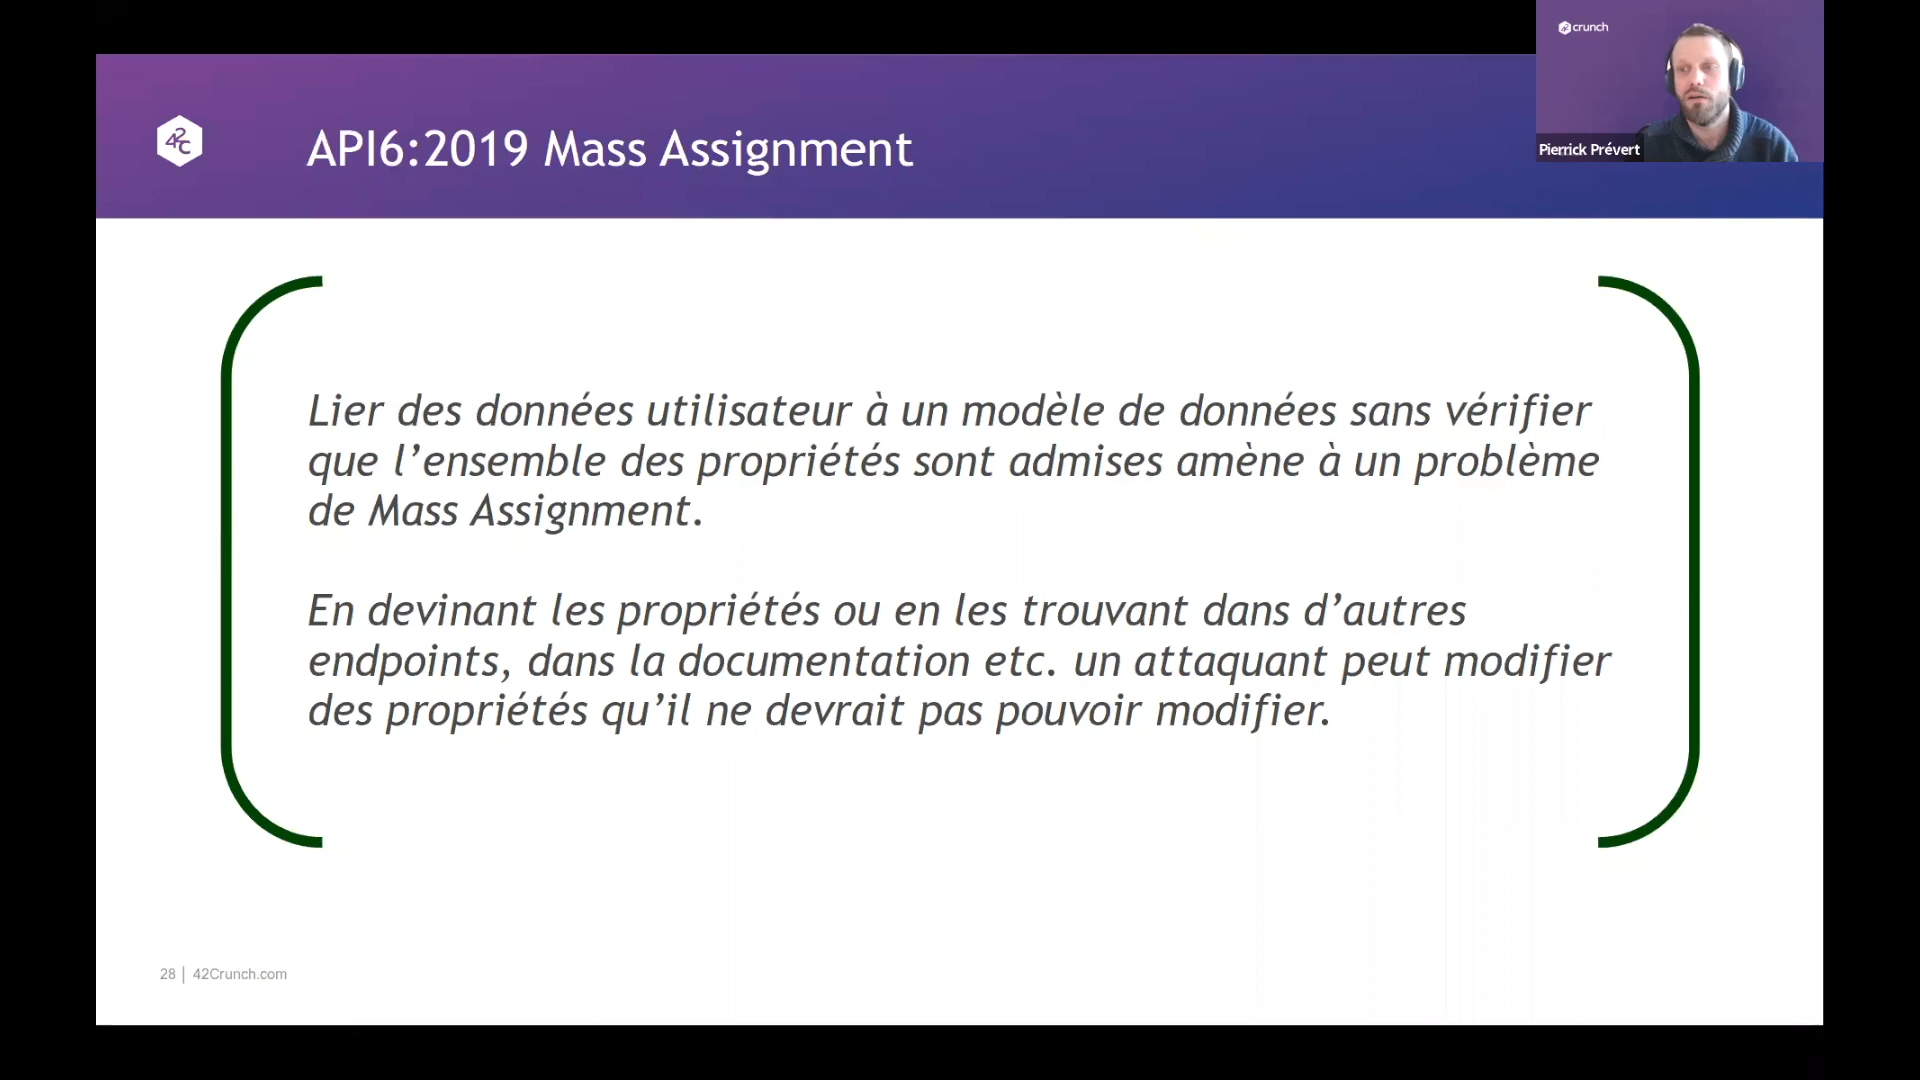 crunch
Pierrick Prévert
42c
API6:2019 Mass Assignment
Lier des données utilisateur à un modèle de données sans vérifier
que l’ensemble des propriétés sont admises amène à un problème
de Mass Assignment.
En devinant les propriétés ou en les trouvant dans d’autres
endpoints, dans la documentation etc. un attaquant peut modifier
des propriétés qu’il ne devrait pas pouvoir modifier.
28 | 42Crunch.com